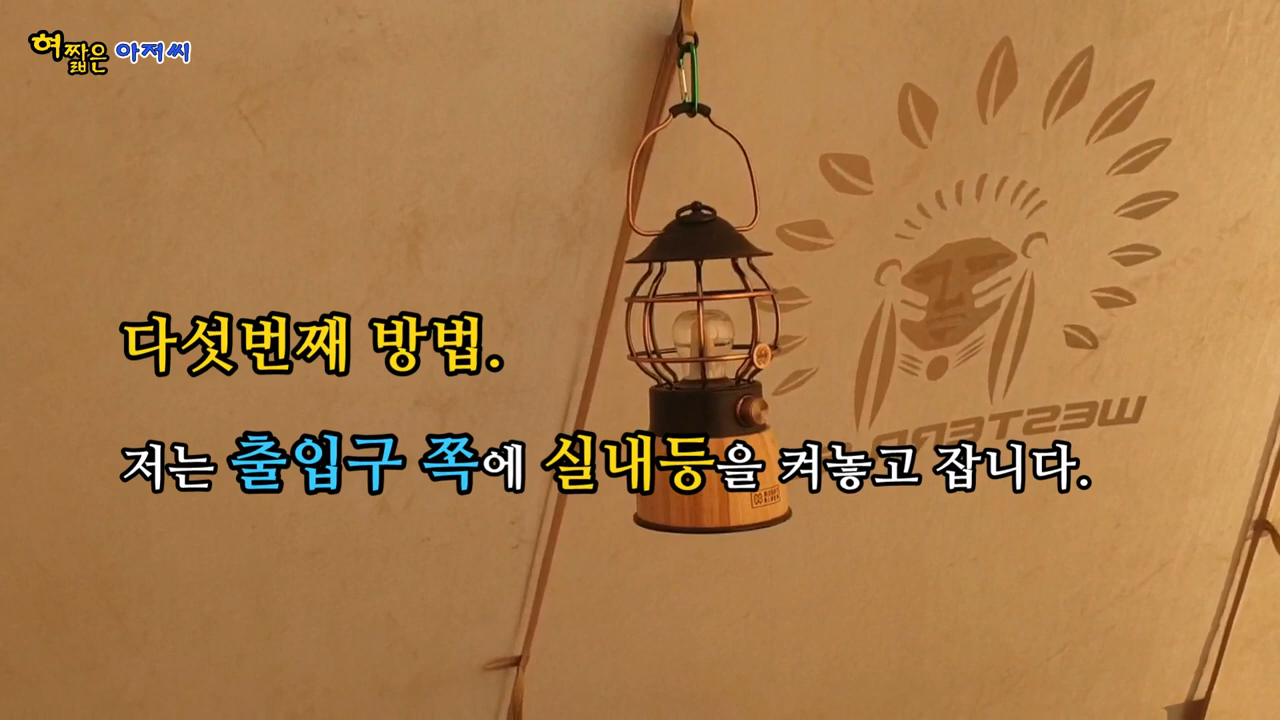 혀짧은 아저씨
다섯번째 방법.
저는 출입구 쪽에 실내등을 켜놓고 잡니다.